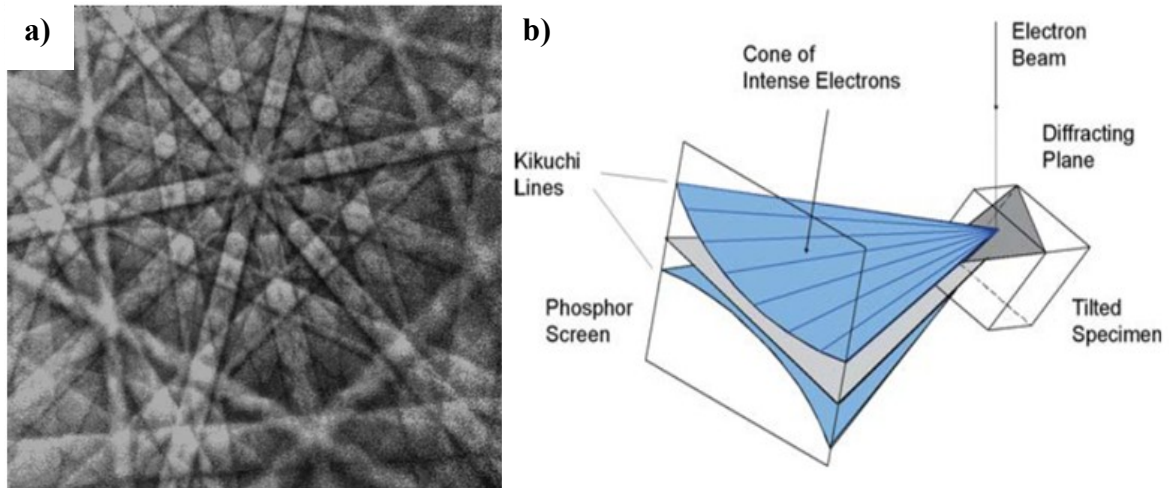 a)
b)
Cone of
Intense Electrons
Electron
Beam
Diffracting
Plane
Kikuchi
Lines
Phosphor
Screen
Tilted
Specimen